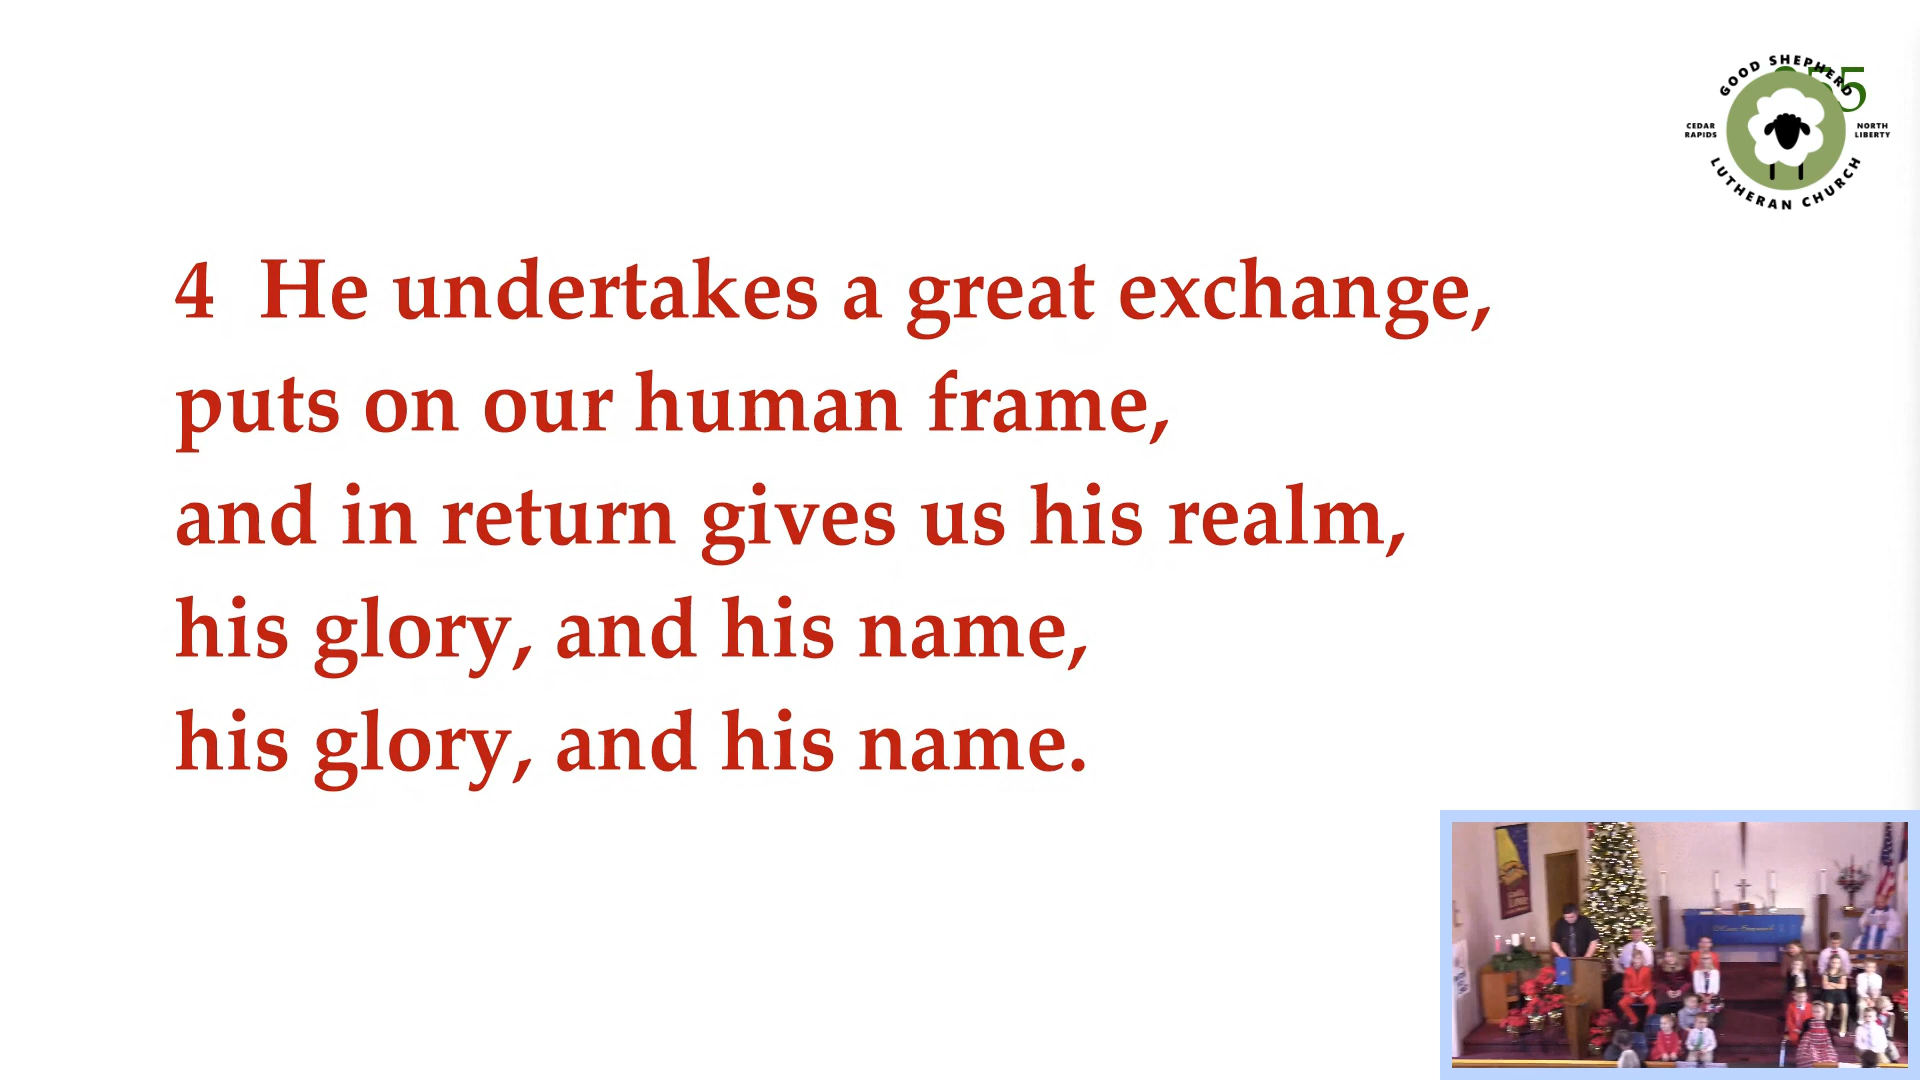 GOOD SHEPHERD
CEDAR RAPIDS
NORTH LIBERTY
LUTHERAN CHURCH
4 He undertakes a great exchange,
puts on our human frame,
and in return gives us his realm,
his glory, and his name,
his glory, and his name.